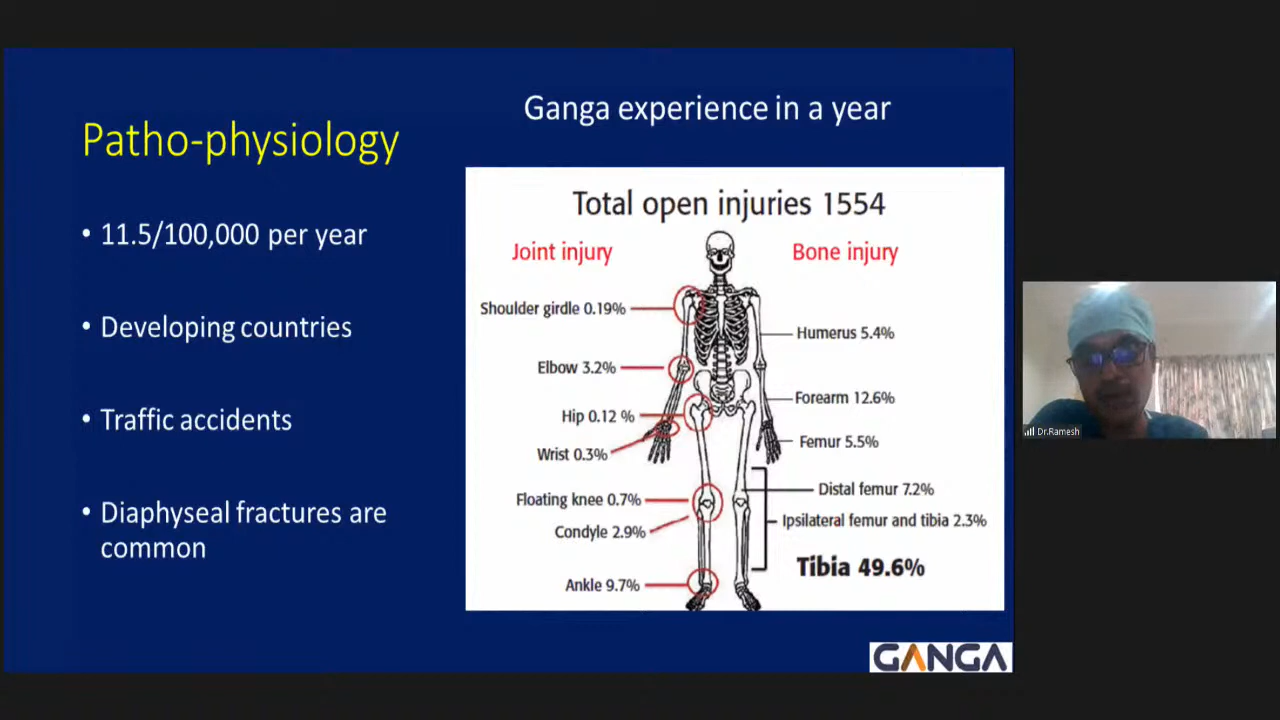 Patho-physiology
• 11.5/100,000 per year
• Developing countries
• Traffic accidents
• Diaphyseal fractures are
common
Ganga experience in a year
Total open injuries 1554
Joint injury
Bone injury
Shoulder girdle 0.19%
Elbow 3.2%
Hip 0.12 %
Wrist 0.3%
Floating knee 0.7%
Condyle 2.9%
Ankle 9.7%
Humerus 5.4%
Forearm 12.6%
Femur 5.5%
Distal femur 7.2%
Ipsilateral femur and tibia 2.3%
Tibia 49.6%
GANGA
Dr.Ramesh